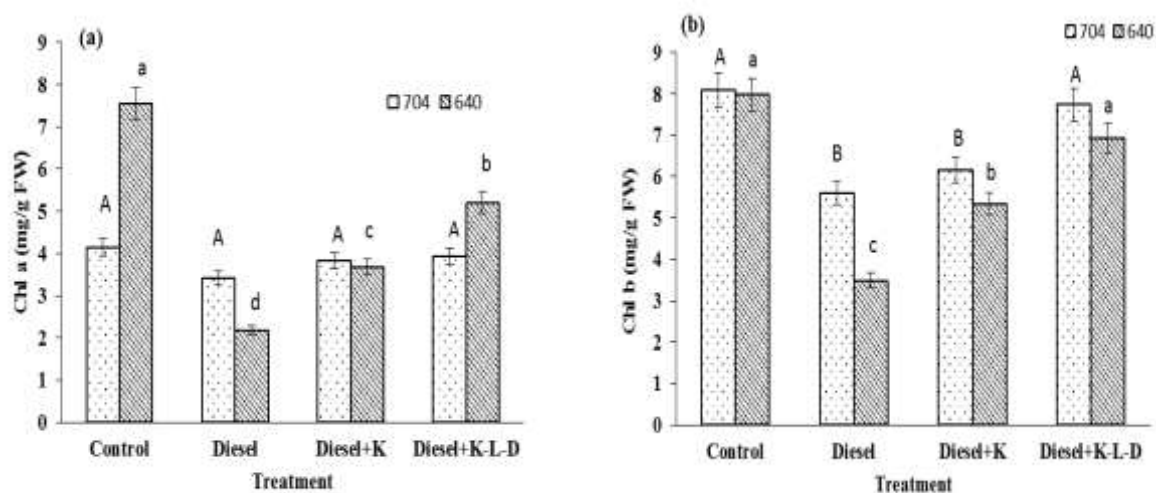 (a)
9
8
7
6
5
4
3
2
1
0
Chl a (mg/g FW)
704 640
A a
A d
A c
A b
Control Diesel Diesel+K Diesel+K-L-D
Treatment
(b)
9
8
7
6
5
4
3
2
1
0
Chl b (mg/g FW)
704 640
A a
B c
B b
A a
Control Diesel Diesel+K Diesel+K-L-D
Treatment